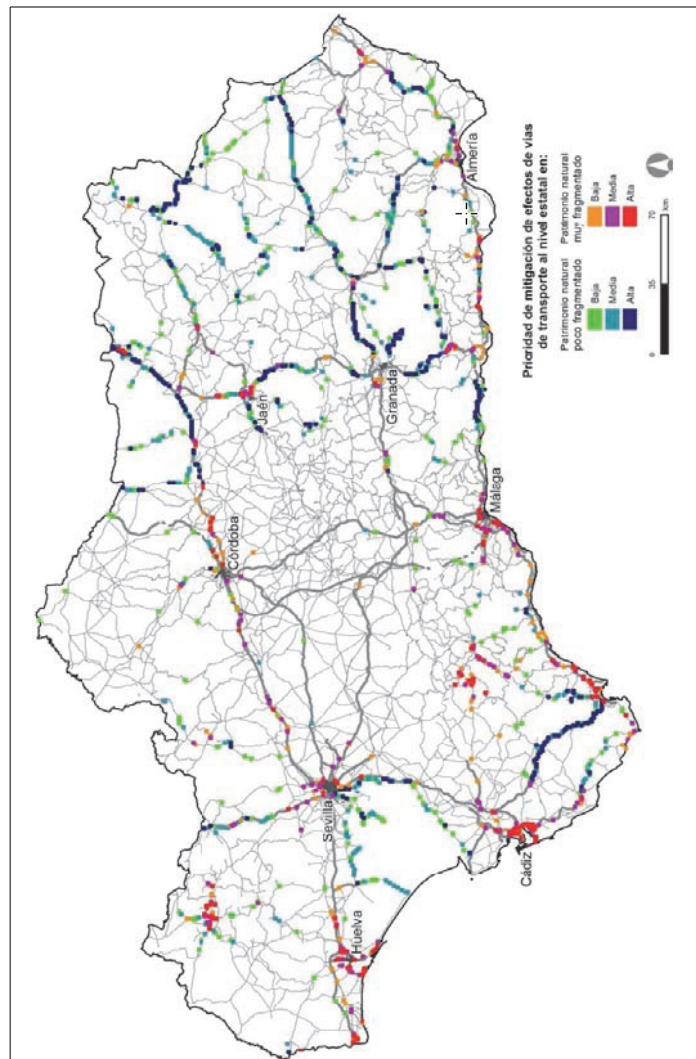 Sevilla
Huelva
Cádiz
Córdoba
Málaga
Jaén
Granada
Almería
Prioridad de mitigación de efectos de vías
de transporte al nivel estatal en:
Patrimonio natural
poco fragmentado
Baja
Media
Alta
Patrimonio natural
muy fragmentado
Baja
Media
Alta
0 35 70
km